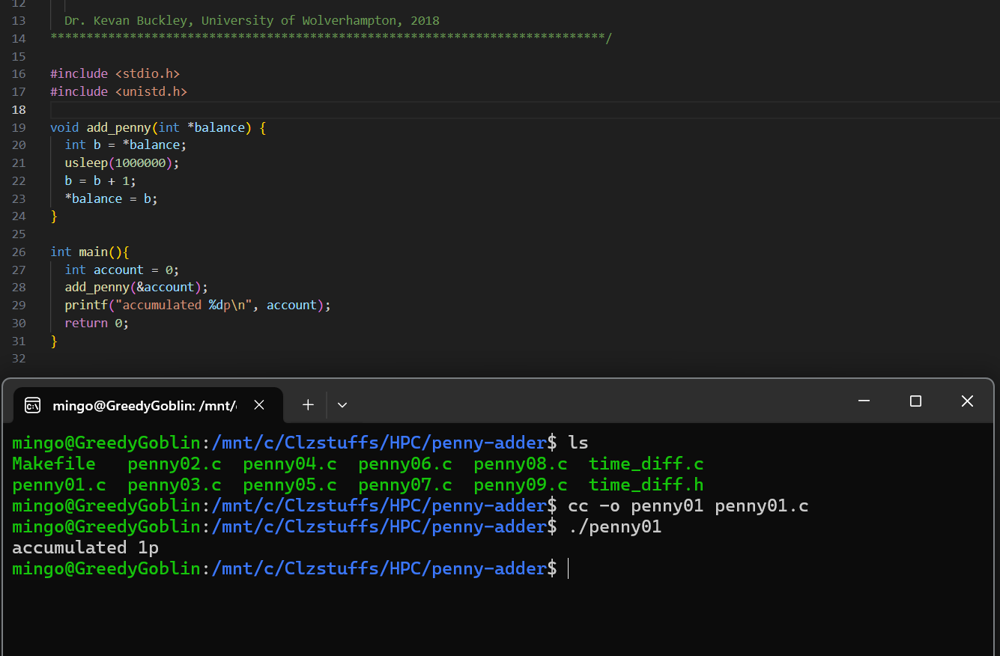 12
13 Dr. Kevan Buckley, University of Wolverhampton, 2018
14 *****************************************************************************/
15
16 #include <stdio.h>
17 #include <unistd.h>
18
19 void add_penny(int *balance) {
20 int b = *balance;
21 usleep(1000000);
22 b = b + 1;
23 *balance = b;
24 }
25
26 int main(){
27 int account = 0;
28 add_penny(&account);
29 printf("accumulated %dp\n", account);
30 return 0;
31 }
32
mingo@GreedyGoblin: /mnt/
mingo@GreedyGoblin:/mnt/c/Clzstuffs/HPC/penny-adder$ ls
Makefile penny02.c penny04.c penny06.c penny08.c time_diff.c
penny01.c penny03.c penny05.c penny07.c penny09.c time_diff.h
mingo@GreedyGoblin:/mnt/c/Clzstuffs/HPC/penny-adder$ cc -o penny01 penny01.c
mingo@GreedyGoblin:/mnt/c/Clzstuffs/HPC/penny-adder$ ./penny01
accumulated 1p
mingo@GreedyGoblin:/mnt/c/Clzstuffs/HPC/penny-adder$